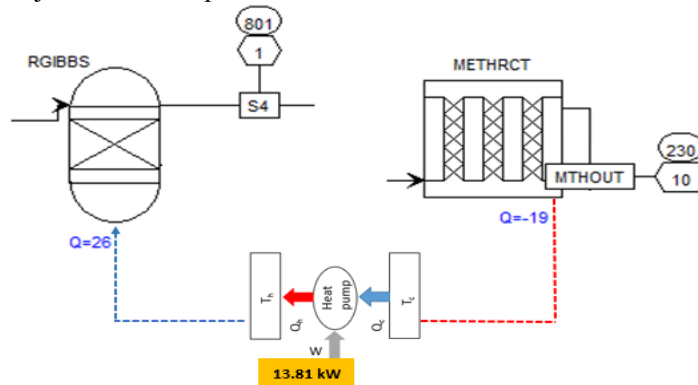 801
1
RGIBBS
S4
METHRCT
230
10
MTHOUT
Q=26
Q=-19
Th
Qh
Heat
pump
Qc
Tc
W
13.81 kW